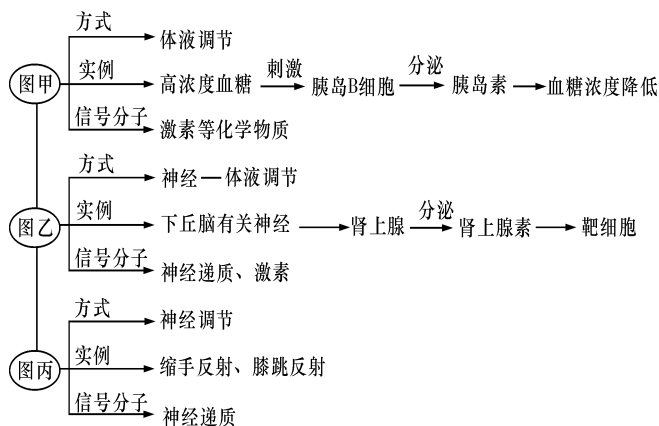 方式
体液调节
图甲
实例
高浓度血糖 刺激 胰岛B细胞 分泌 胰岛素 血糖浓度降低
信号分子
激素等化学物质
方式
神经—体液调节
图乙
实例
下丘脑有关神经 肾上腺 分泌 肾上腺素 靶细胞
信号分子
神经递质、激素
方式
神经调节
图丙
实例
缩手反射、膝跳反射
信号分子
神经递质